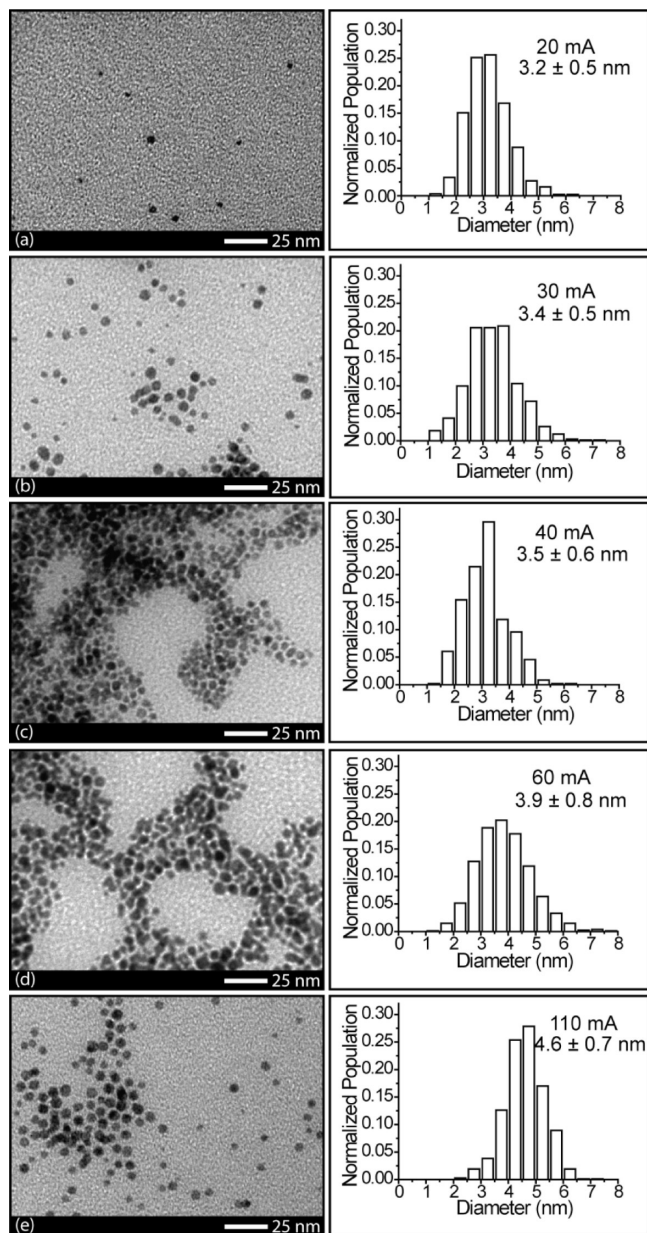 (a)
25 nm
Normalized Population
0.30
0.25
0.20
0.15
0.10
0.05
0.00
20 mA
3.2 ± 0.5 nm
0 1 2 3 4 5 6 7 8
Diameter (nm)
(b)
25 nm
Normalized Population
0.30
0.25
0.20
0.15
0.10
0.05
0.00
30 mA
3.4 ± 0.5 nm
0 1 2 3 4 5 6 7 8
Diameter (nm)
(c)
25 nm
Normalized Population
0.30
0.25
0.20
0.15
0.10
0.05
0.00
40 mA
3.5 ± 0.6 nm
0 1 2 3 4 5 6 7 8
Diameter (nm)
(d)
25 nm
Normalized Population
0.30
0.25
0.20
0.15
0.10
0.05
0.00
60 mA
3.9 ± 0.8 nm
0 1 2 3 4 5 6 7 8
Diameter (nm)
(e)
25 nm
Normalized Population
0.30
0.25
0.20
0.15
0.10
0.05
0.00
110 mA
4.6 ± 0.7 nm
0 1 2 3 4 5 6 7 8
Diameter (nm)